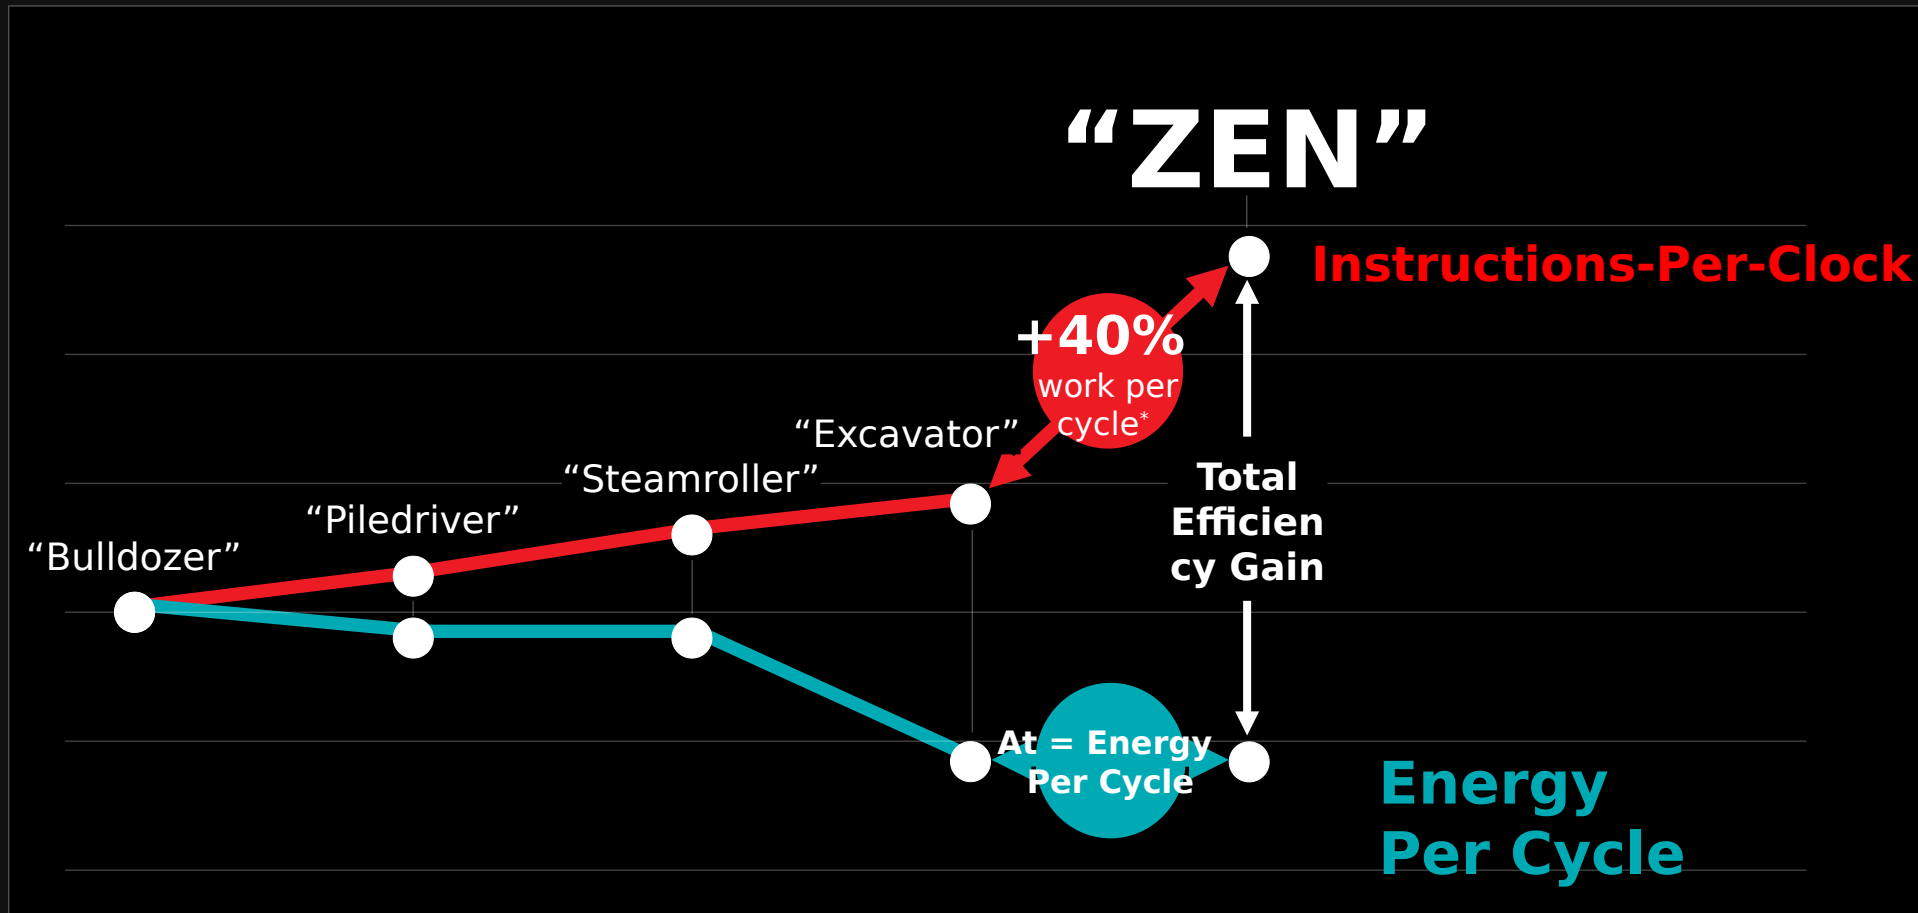 “ZEN”
Instructions-Per-Clock
+40%
work per
cycle*
“Excavator”
“Steamroller”
“Piledriver”
“Bulldozer”
Total
Efficien
cy Gain
At = Energy
Per Cycle
Energy
Per Cycle